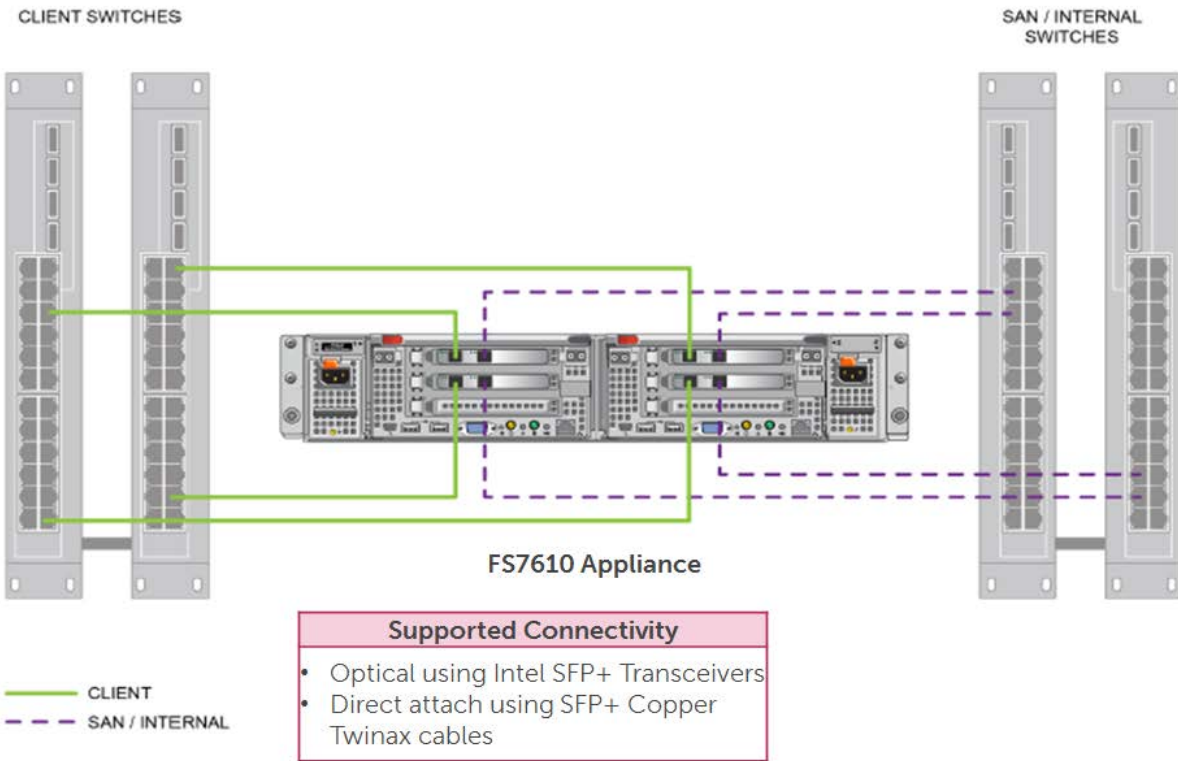 CLIENT SWITCHES
SAN / INTERNAL
SWITCHES
FS7610 Appliance
Supported Connectivity
• Optical using Intel SFP+ Transceivers
• Direct attach using SFP+ Copper
Twinax cables
CLIENT
SAN / INTERNAL